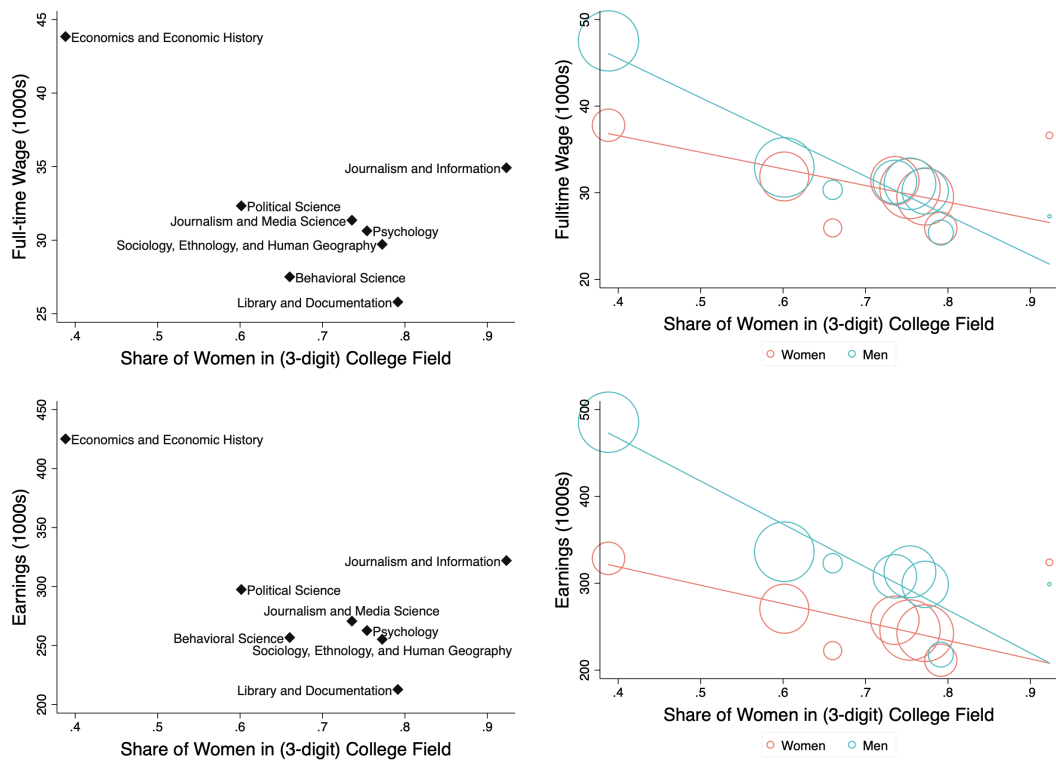 45
40
35
30
25
Full-time Wage (1000s)
Economics and Economic History
Journalism and Information
Political Science
Journalism and Media Science
Psychology
Sociology, Ethnology, and Human Geography
Behavioral Science
Library and Documentation
.4 .5 .6 .7 .8 .9
Share of Women in (3-digit) College Field
50
40
30
20
Fulltime Wage (1000s)
.4 .5 .6 .7 .8 .9
Share of Women in (3-digit) College Field
Women Men
450
400
350
300
250
200
Earnings (1000s)
Economics and Economic History
Journalism and Information
Political Science
Journalism and Media Science
Psychology
Behavioral Science
Sociology, Ethnology, and Human Geography
Library and Documentation
.4 .5 .6 .7 .8 .9
Share of Women in (3-digit) College Field
500
400
300
200
Earnings (1000s)
.4 .5 .6 .7 .8 .9
Share of Women in (3-digit) College Field
Women Men